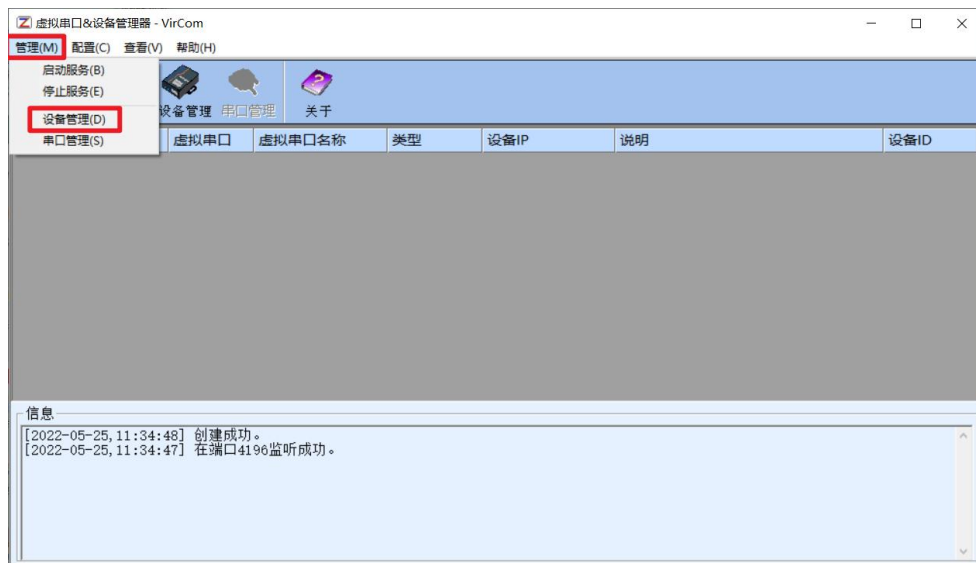 虚拟串口&设备管理器 - VirCom
管理(M) 配置(C) 查看(V) 帮助(H)
启动服务(B)
停止服务(E)
设备管理(D)
串口管理(S)
设备管理 串口管理 关于
虚拟串口 虚拟串口名称 类型 设备IP 说明 设备ID
信息
[2022-05-25,11:34:48] 创建成功。
[2022-05-25,11:34:47] 在端口4196监听成功。